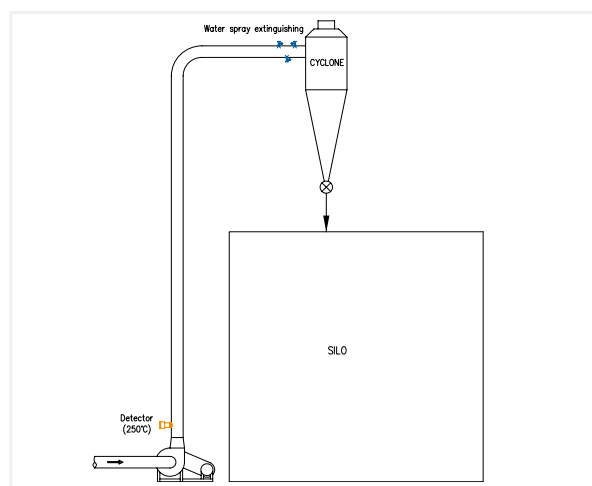 Water spray extinguishing
CYCLONE
SILO
Detector
(250℃)